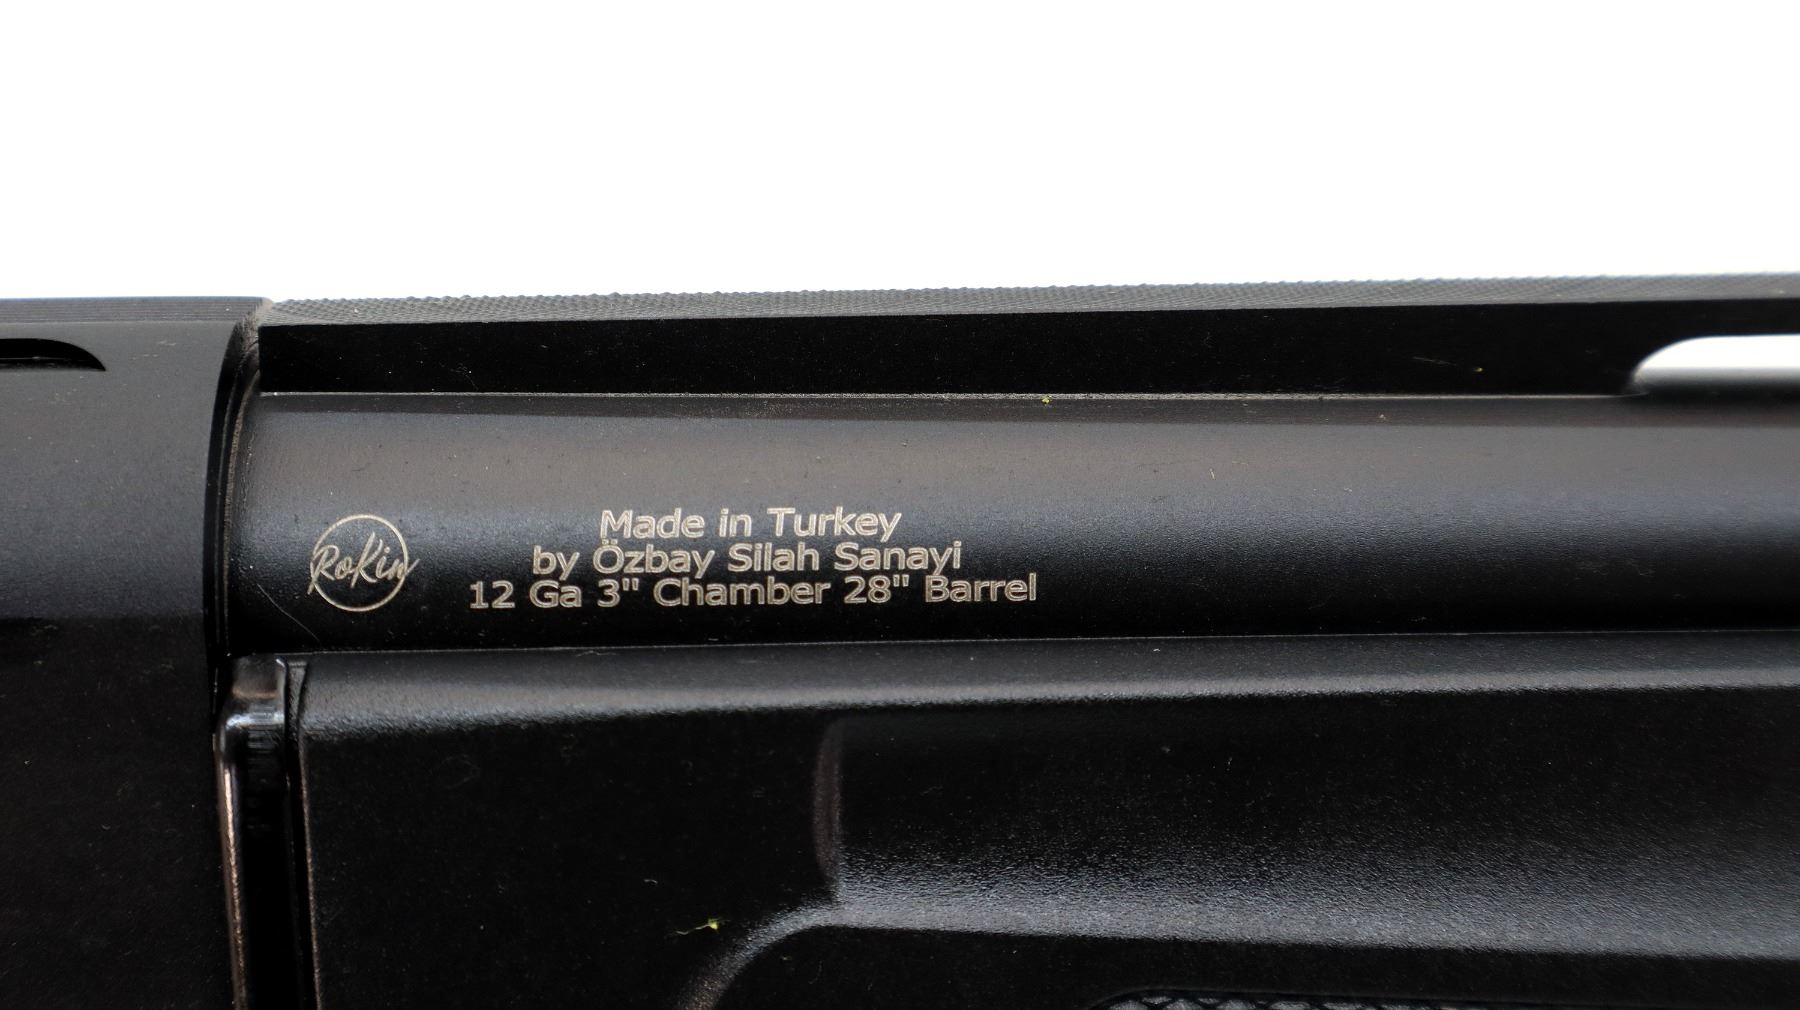 RoKin
Made in Turkey
by Özbay Silah Sanayi
12 Ga 3" Chamber 28" Barrel